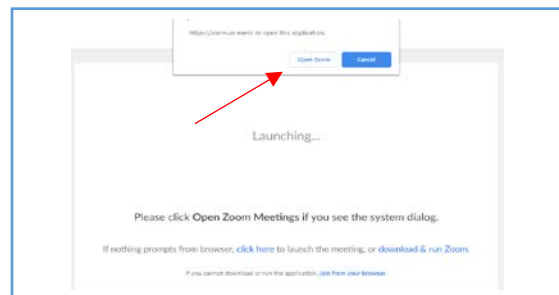 https://zoom.us wants to open this application.
Open Zoom Cancel
Launching...
Please click Open Zoom Meetings if you see the system dialog.
If nothing prompts from browser, click here to launch the meeting, or download & run Zoom.
If you cannot download or run the application, join from your browser.